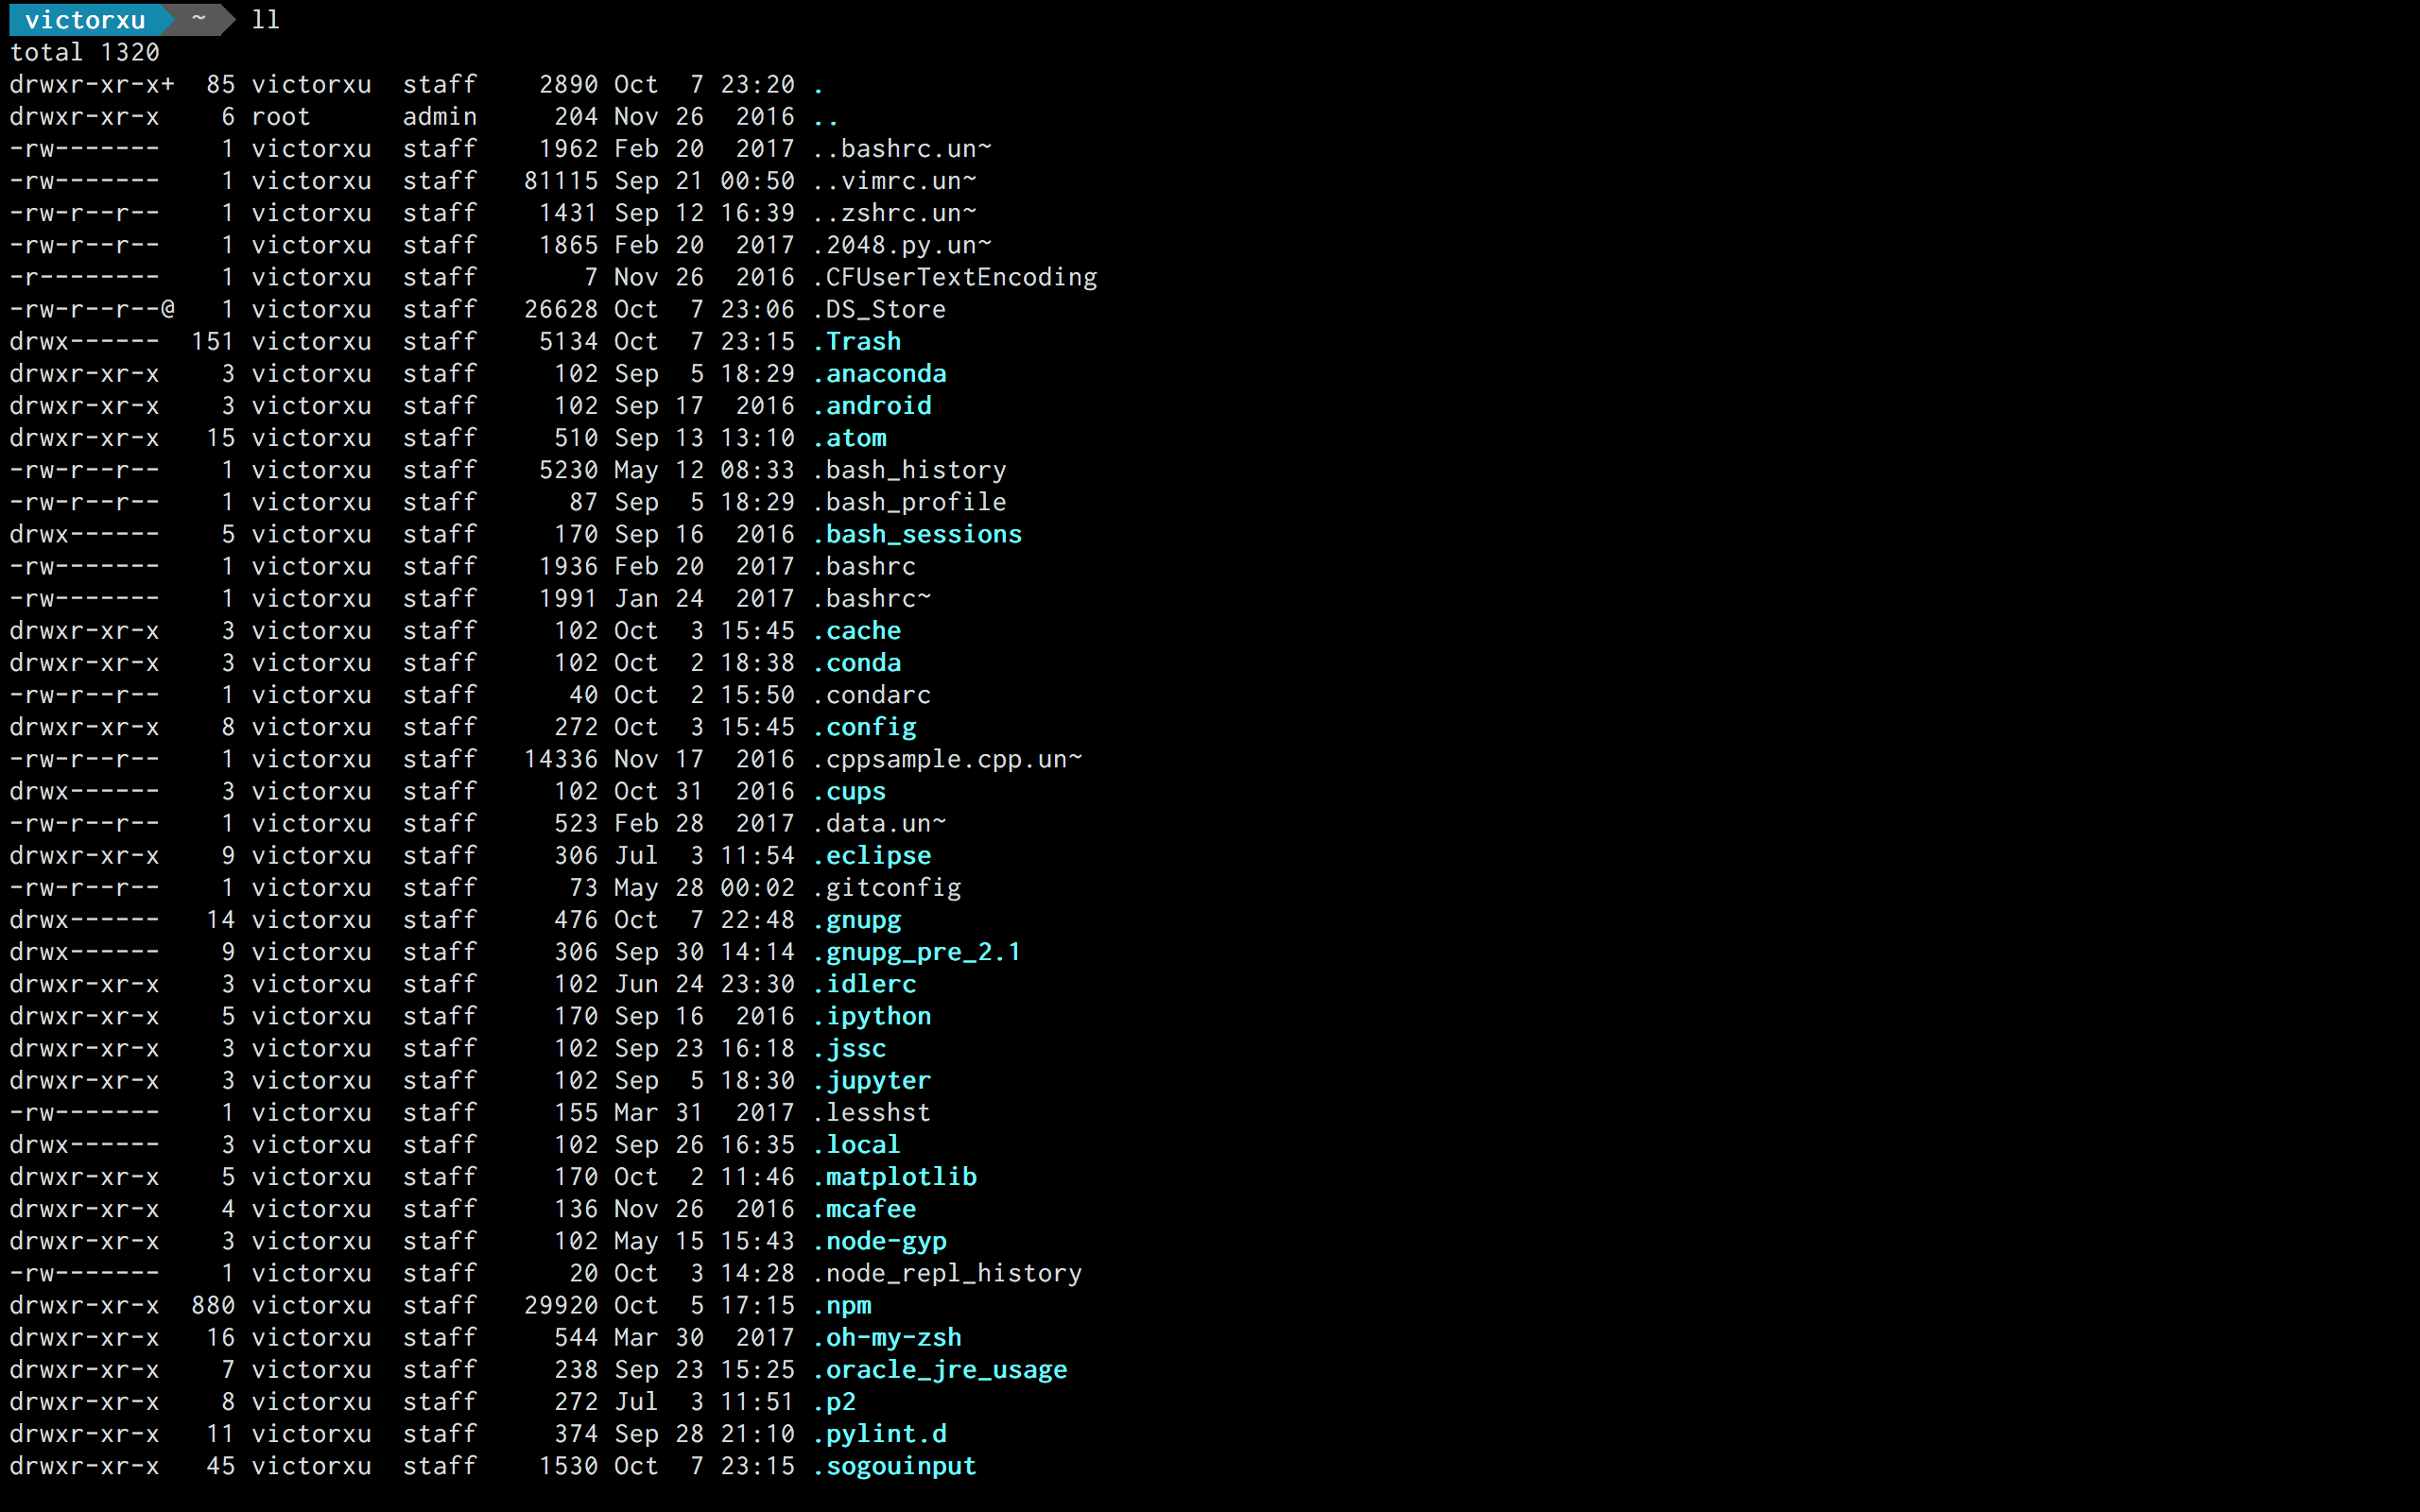 victorxu ~ ll
total 1320
drwxr-xr-x+  85 victorxu  staff    2890 Oct  7 23:20 .
drwxr-xr-x    6 root      admin     204 Nov 26  2016 ..
-rw-------    1 victorxu  staff    1962 Feb 20  2017 ..bashrc.un~
-rw-------    1 victorxu  staff   81115 Sep 21 00:50 ..vimrc.un~
-rw-r--r--    1 victorxu  staff    1431 Sep 12 16:39 ..zshrc.un~
-rw-r--r--    1 victorxu  staff    1865 Feb 20  2017 .2048.py.un~
-r--------    1 victorxu  staff       7 Nov 26  2016 .CFUserTextEncoding
-rw-r--r--@   1 victorxu  staff   26628 Oct  7 23:06 .DS_Store
drwx------  151 victorxu  staff    5134 Oct  7 23:15 .Trash
drwxr-xr-x    3 victorxu  staff     102 Sep  5 18:29 .anaconda
drwxr-xr-x    3 victorxu  staff     102 Sep 17  2016 .android
drwxr-xr-x   15 victorxu  staff     510 Sep 13 13:10 .atom
-rw-r--r--    1 victorxu  staff    5230 May 12 08:33 .bash_history
-rw-r--r--    1 victorxu  staff      87 Sep  5 18:29 .bash_profile
drwx------    5 victorxu  staff     170 Sep 16  2016 .bash_sessions
-rw-------    1 victorxu  staff    1936 Feb 20  2017 .bashrc
-rw-------    1 victorxu  staff    1991 Jan 24  2017 .bashrc~
drwxr-xr-x    3 victorxu  staff     102 Oct  3 15:45 .cache
drwxr-xr-x    3 victorxu  staff     102 Oct  2 18:38 .conda
-rw-r--r--    1 victorxu  staff      40 Oct  2 15:50 .condarc
drwxr-xr-x    8 victorxu  staff     272 Oct  3 15:45 .config
-rw-r--r--    1 victorxu  staff   14336 Nov 17  2016 .cppsample.cpp.un~
drwx------    3 victorxu  staff     102 Oct 31  2016 .cups
-rw-r--r--    1 victorxu  staff     523 Feb 28  2017 .data.un~
drwxr-xr-x    9 victorxu  staff     306 Jul  3 11:54 .eclipse
-rw-r--r--    1 victorxu  staff      73 May 28 00:02 .gitconfig
drwx------   14 victorxu  staff     476 Oct  7 22:48 .gnupg
drwx------    9 victorxu  staff     306 Sep 30 14:14 .gnupg_pre_2.1
drwxr-xr-x    3 victorxu  staff     102 Jun 24 23:30 .idlerc
drwxr-xr-x    5 victorxu  staff     170 Sep 16  2016 .ipython
drwxr-xr-x    3 victorxu  staff     102 Sep 23 16:18 .jssc
drwxr-xr-x    3 victorxu  staff     102 Sep  5 18:30 .jupyter
-rw-------    1 victorxu  staff     155 Mar 31  2017 .lesshst
drwx------    3 victorxu  staff     102 Sep 26 16:35 .local
drwxr-xr-x    5 victorxu  staff     170 Oct  2 11:46 .matplotlib
drwxr-xr-x    4 victorxu  staff     136 Nov 26  2016 .mcafee
drwxr-xr-x    3 victorxu  staff     102 May 15 15:43 .node-gyp
-rw-------    1 victorxu  staff      20 Oct  3 14:28 .node_repl_history
drwxr-xr-x  880 victorxu  staff   29920 Oct  5 17:15 .npm
drwxr-xr-x   16 victorxu  staff     544 Mar 30  2017 .oh-my-zsh
drwxr-xr-x    7 victorxu  staff     238 Sep 23 15:25 .oracle_jre_usage
drwxr-xr-x    8 victorxu  staff     272 Jul  3 11:51 .p2
drwxr-xr-x   11 victorxu  staff     374 Sep 28 21:10 .pylint.d
drwxr-xr-x   45 victorxu  staff    1530 Oct  7 23:15 .sogouinput